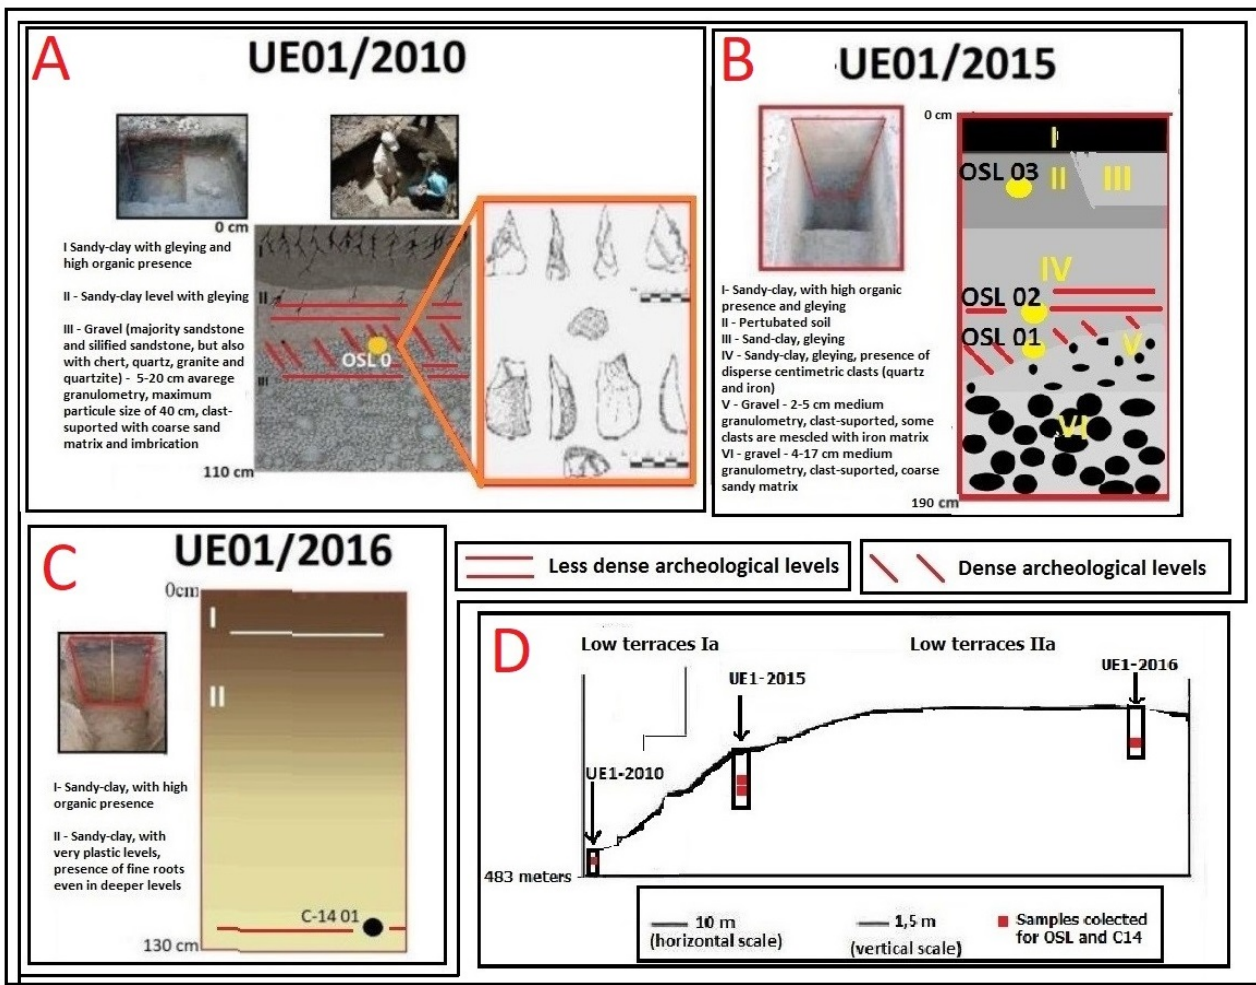 A
UE01/2010
0 cm
I Sandy-clay with gleying and
high organic presence
II - Sandy-clay level with gleying
III - Gravel (majority sandstone
and silified sandstone, but also
with chert, quartz, granite and
quartzite) - 5-20 cm avarege
granulometry, maximum
particule size of 40 cm, clast-
suported with coarse sand
matrix and imbrication
110 cm
I
II
OSL 0
III
B
UE01/2015
0 cm
I- Sandy-clay, with high organic
presence and gleying
II - Pertubated soil
III - Sand-clay, gleying
IV - Sandy-clay, gleying, presence of
disperse centimetric clasts (quartz
and iron)
V - Gravel - 2-5 cm medium
granulometry, clast-suported, some
clasts are mescled with iron matrix
VI - gravel - 4-17 cm medium
granulometry, clast-suported, coarse
sandy matrix
190 cm
I
OSL 03
II
III
IV
OSL 02
OSL 01
V
VI
C
UE01/2016
0cm
I
II
I- Sandy-clay, with high
organic presence
II - Sandy-clay, with
very plastic levels,
presence of fine roots
even in deeper levels
C-14 01
130 cm
Less dense archeological levels
Dense archeological levels
D
Low terraces Ia
Low terraces IIa
UE1-2010
UE1-2015
UE1-2016
483 meters
10 m
(horizontal scale)
1,5 m
(vertical scale)
Samples colected
for OSL and C14